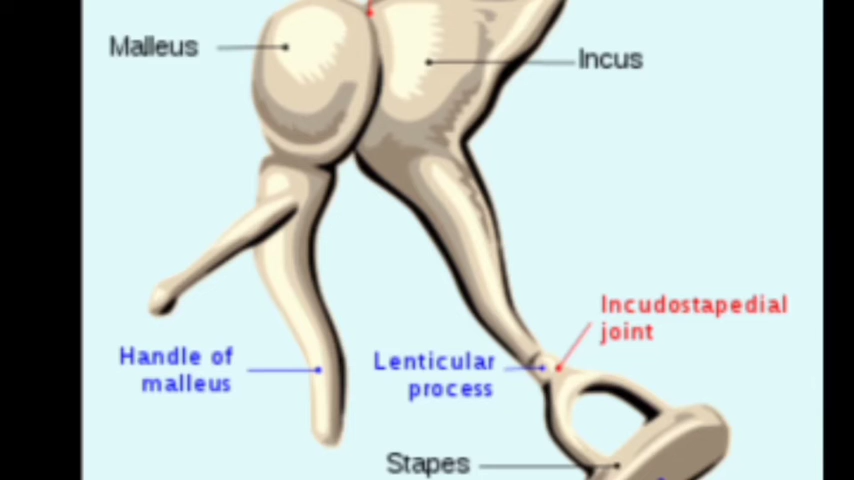 Malleus
Incus
Incudostapedial
joint
Handle of
malleus
Lenticular
process
Stapes